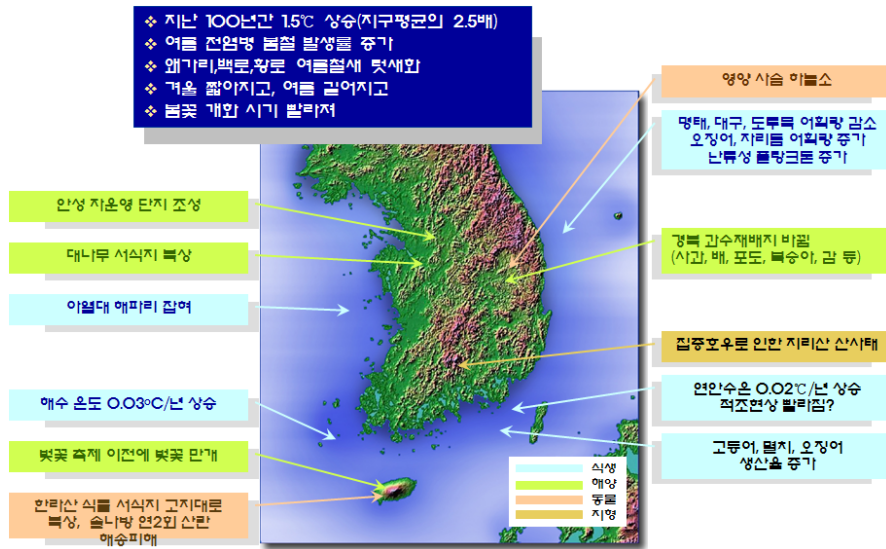 ❖ 지난 100년간 1.5℃ 상승(지구평균의 2.5배)
❖ 여름 전염병 봄철 발생률 증가
❖ 왜가리,백로,황로 여름철새 텃새화
❖ 겨울 짧아지고, 여름 길어지고
❖ 봄꽃 개화 시기 빨라져
영양 사슴 하늘소
명태, 대구, 도루묵 어획량 감소
오징어, 자리돔 어획량 증가
난류성 플랑크톤 증가
안성 자운영 단지 조성
대나무 서식지 북상
경북 과수재배지 바뀜
(사과, 배, 포도, 복숭아, 감 등)
아열대 해파리 잡혀
집중호우로 인한 지리산 산사태
해수 온도 0.03ºC/년 상승
연안수온 0.02℃/년 상승
적조현상 빨라짐?
벚꽃 축제 이전에 벚꽃 만개
고등어, 멸치, 오징어
생산율 증가
한라산 식물 서식지 고지대로
북상, 솔나방 연2회 산란
해송피해
식생
해양
동물
지형